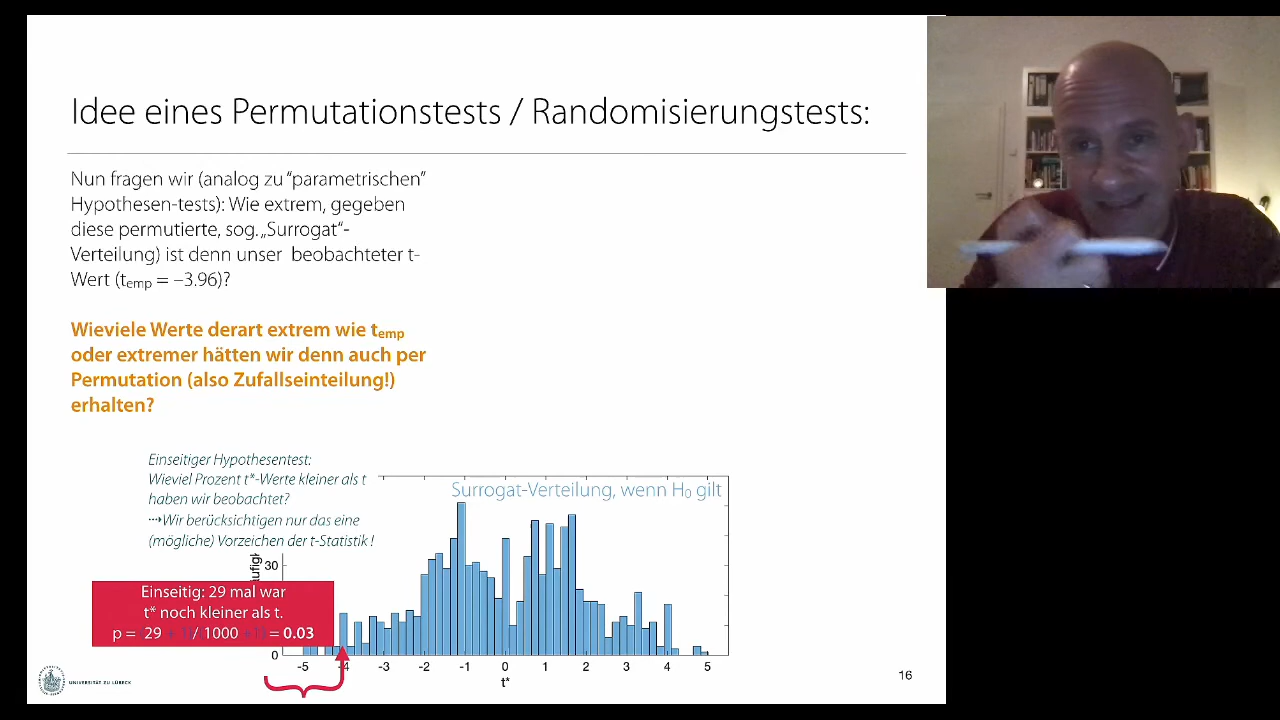 Idee eines Permutationstests / Randomisierungstests:
Nun fragen wir (analog zu "parametrischen"
Hypothesen-tests): Wie extrem, gegeben
diese permutierte, sog. „Surrogat“-
Verteilung) ist denn unser beobachteter t-
Wert (temp = –3.96)?
Wieviele Werte derart extrem wie temp
oder extremer hätten wir denn auch per
Permutation (also Zufallseinteilung!)
erhalten?
Einseitiger Hypothesentest:
Wieviel Prozent t*-Werte kleiner als t
haben wir beobachtet?
⇢Wir berücksichtigen nur das eine
(mögliche) Vorzeichen der t-Statistik !
Surrogat-Verteilung, wenn H0 gilt
30
Einseitig: 29 mal war
t* noch kleiner als t.
p = 29 / 1000 = 0.03
0
-5 -4 -3 -2 -1 0 1 2 3 4 5
t*
UNIVERSITÄT ZU LÜBECK
16